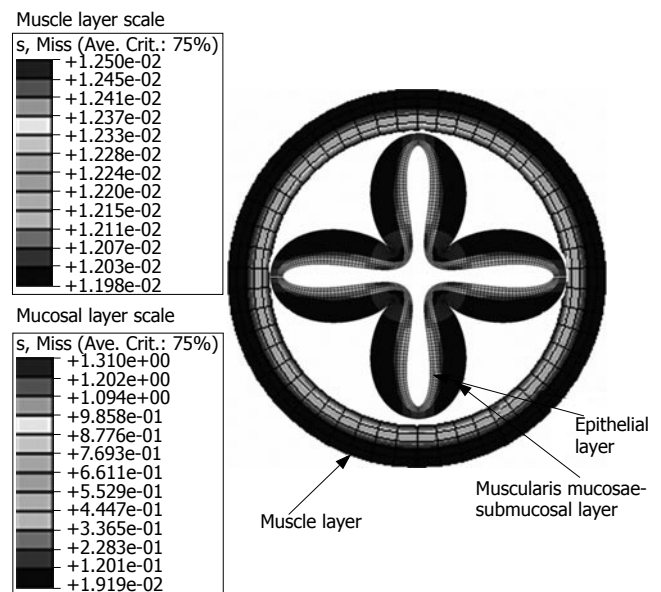 Muscle layer scale
s, Miss (Ave. Crit.: 75%)
+1.250e-02
+1.245e-02
+1.241e-02
+1.237e-02
+1.233e-02
+1.228e-02
+1.224e-02
+1.220e-02
+1.215e-02
+1.211e-02
+1.207e-02
+1.203e-02
+1.198e-02
Mucosal layer scale
s, Miss (Ave. Crit.: 75%)
+1.310e+00
+1.202e+00
+1.094e+00
+9.858e-01
+8.776e-01
+7.693e-01
+6.611e-01
+5.529e-01
+4.447e-01
+3.365e-01
+2.283e-01
+1.201e-01
+1.919e-02
Epithelial
layer
Muscularis mucosae-
submucosal layer
Muscle layer